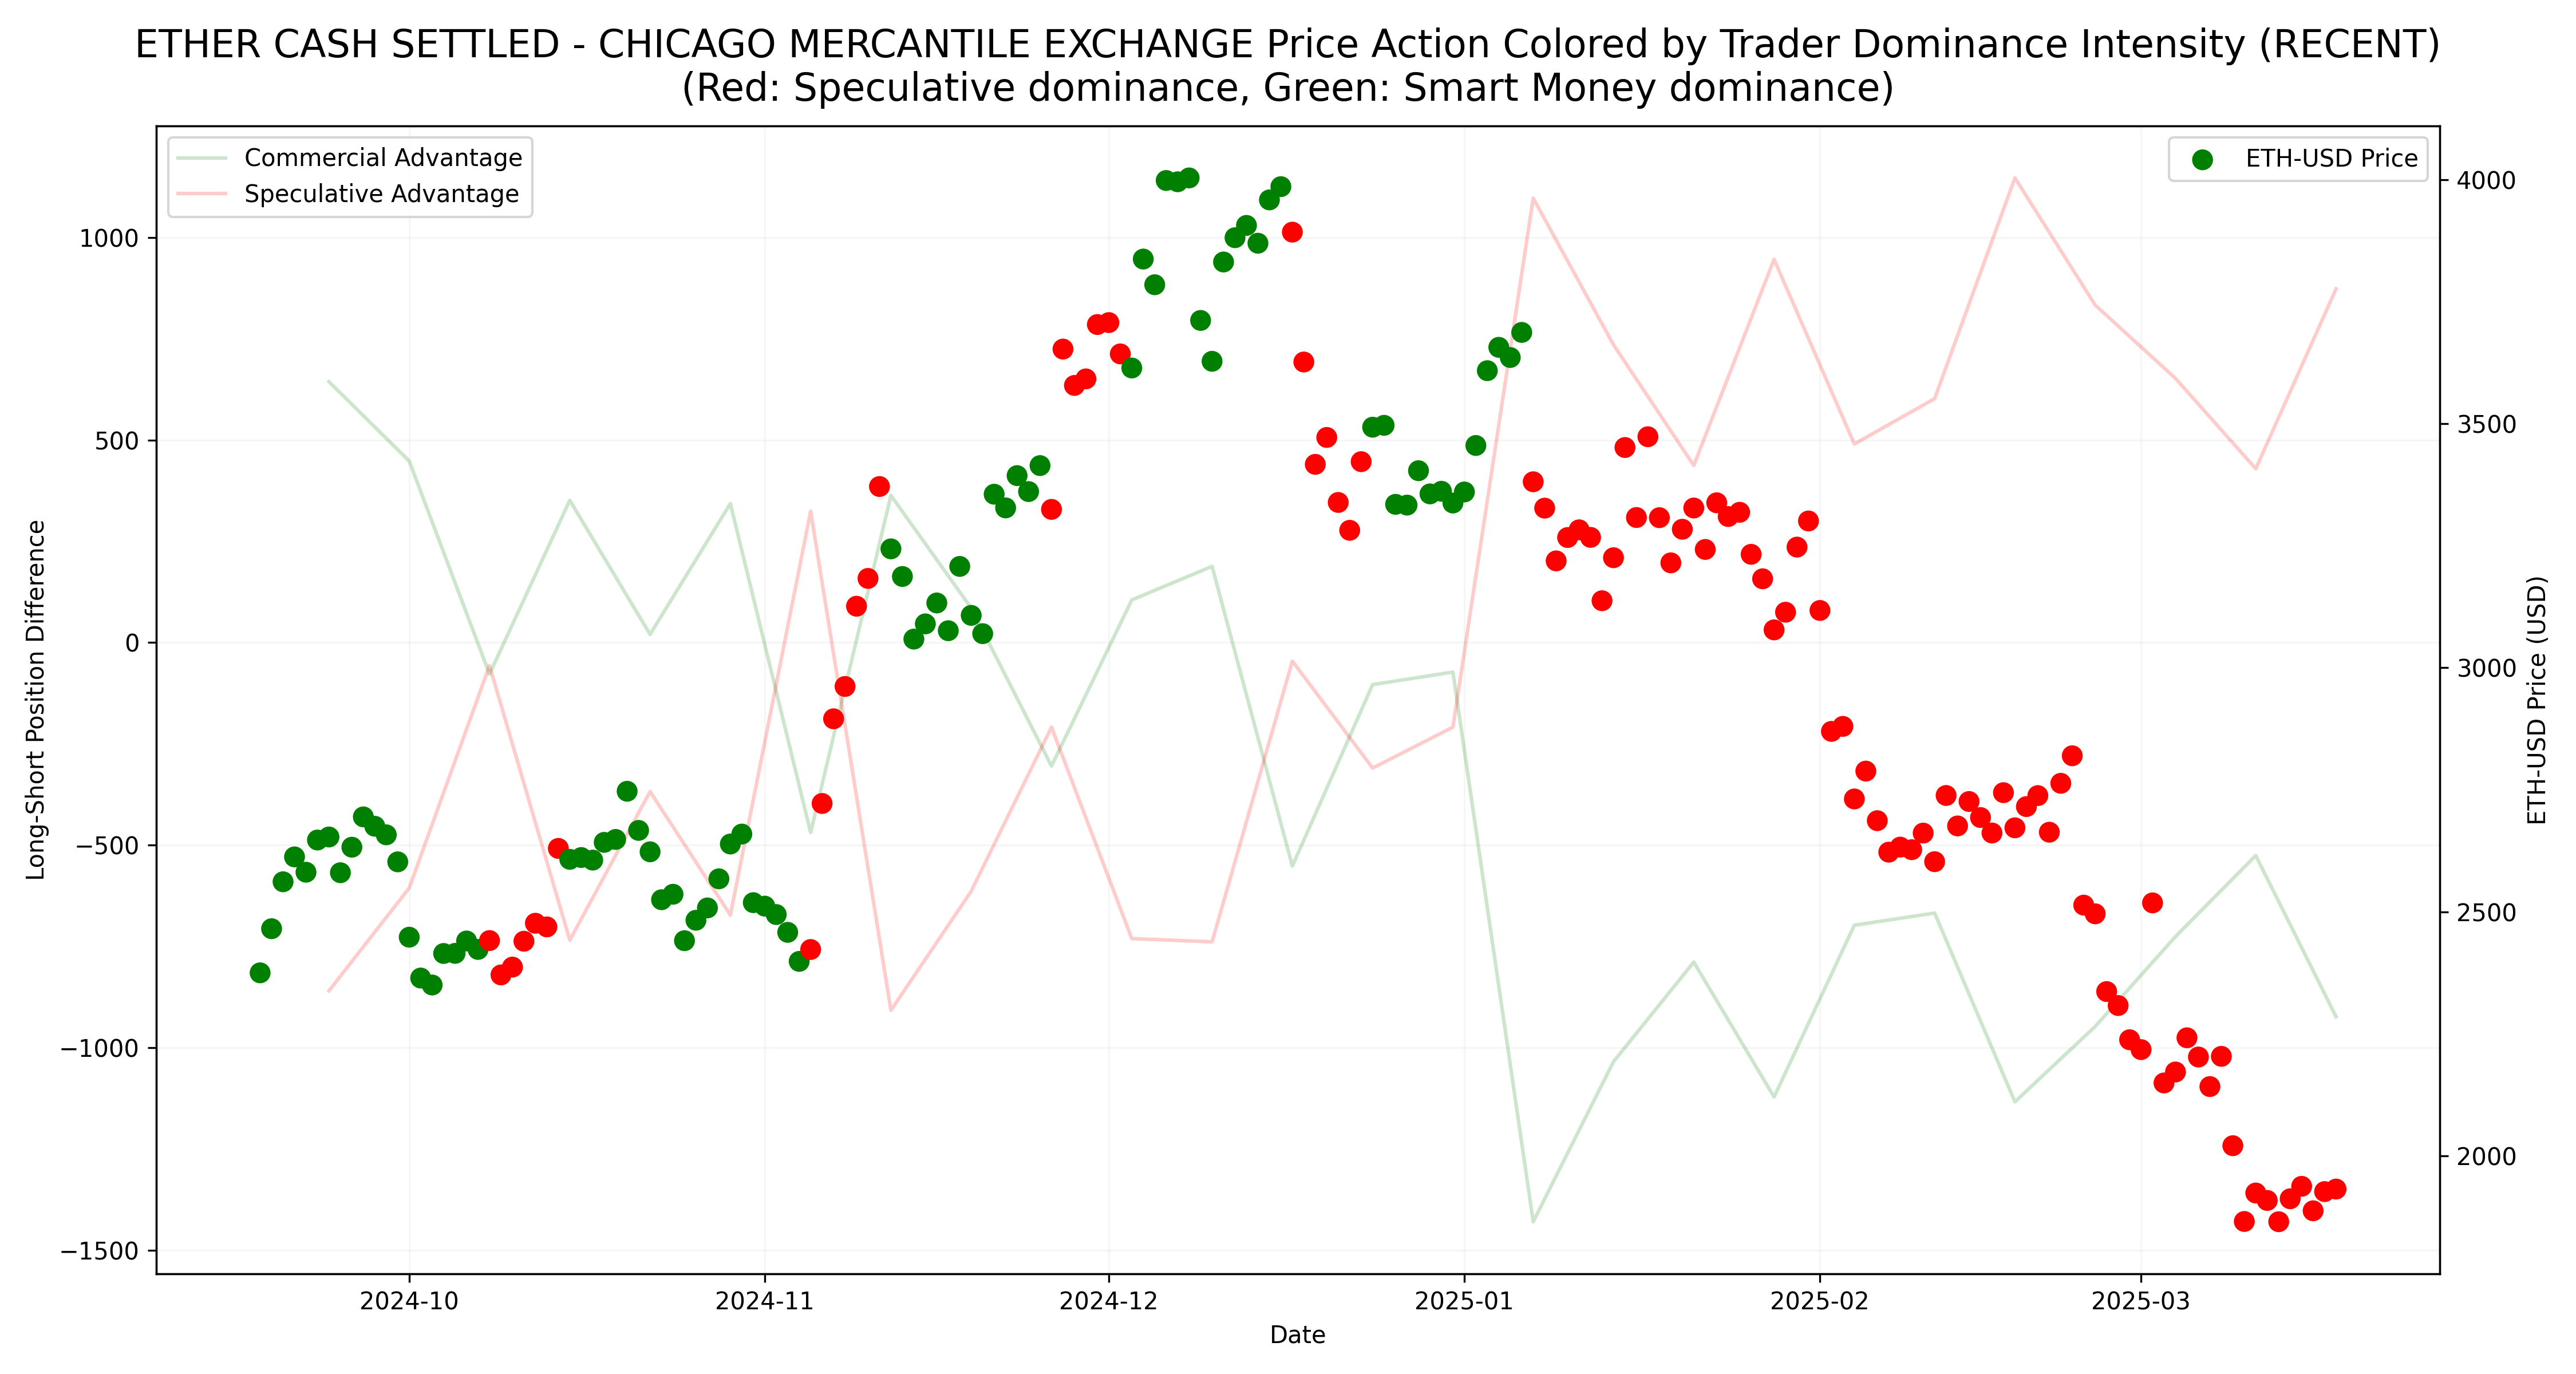 ETHER CASH SETTLED - CHICAGO MERCANTILE EXCHANGE Price Action Colored by Trader Dominance Intensity (RECENT)
(Red: Speculative dominance, Green: Smart Money dominance)
Commercial Advantage
Speculative Advantage
ETH-USD Price
1000
500
0
−500
−1000
−1500
Long-Short Position Difference
4000
3500
3000
2500
2000
ETH-USD Price (USD)
2024-10
2024-11
2024-12
2025-01
2025-02
2025-03
Date